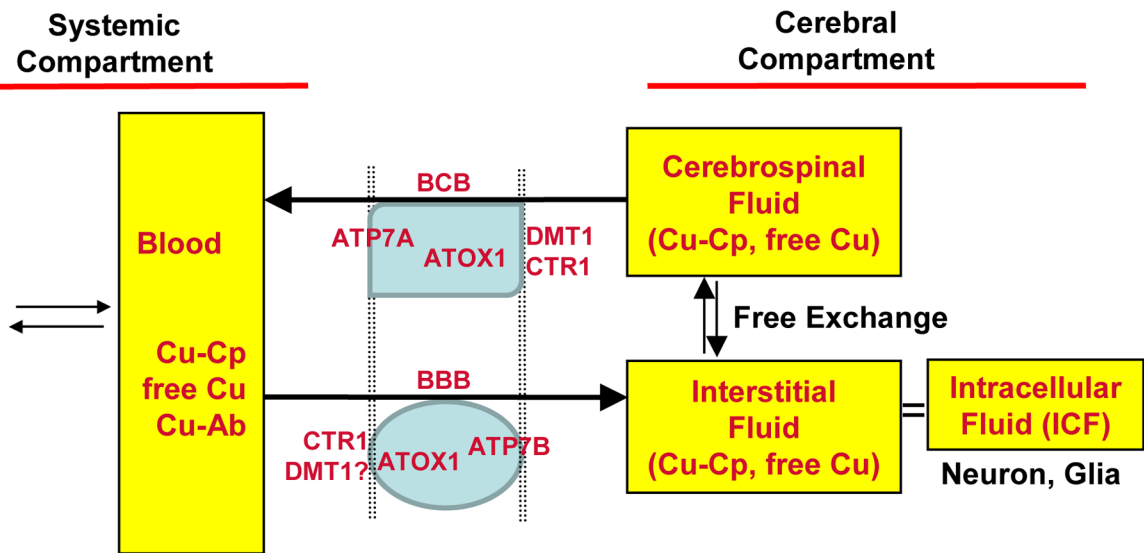 Systemic
Compartment
Cerebral
Compartment
Blood
Cu-Cp
free Cu
Cu-Ab
BCB
ATP7A
ATOX1
DMT1
CTR1
Cerebrospinal
Fluid
(Cu-Cp, free Cu)
Free Exchange
BBB
CTR1
DMT1?
ATOX1
ATP7B
Interstitial
Fluid
(Cu-Cp, free Cu)
=
Intracellular
Fluid (ICF)
Neuron, Glia